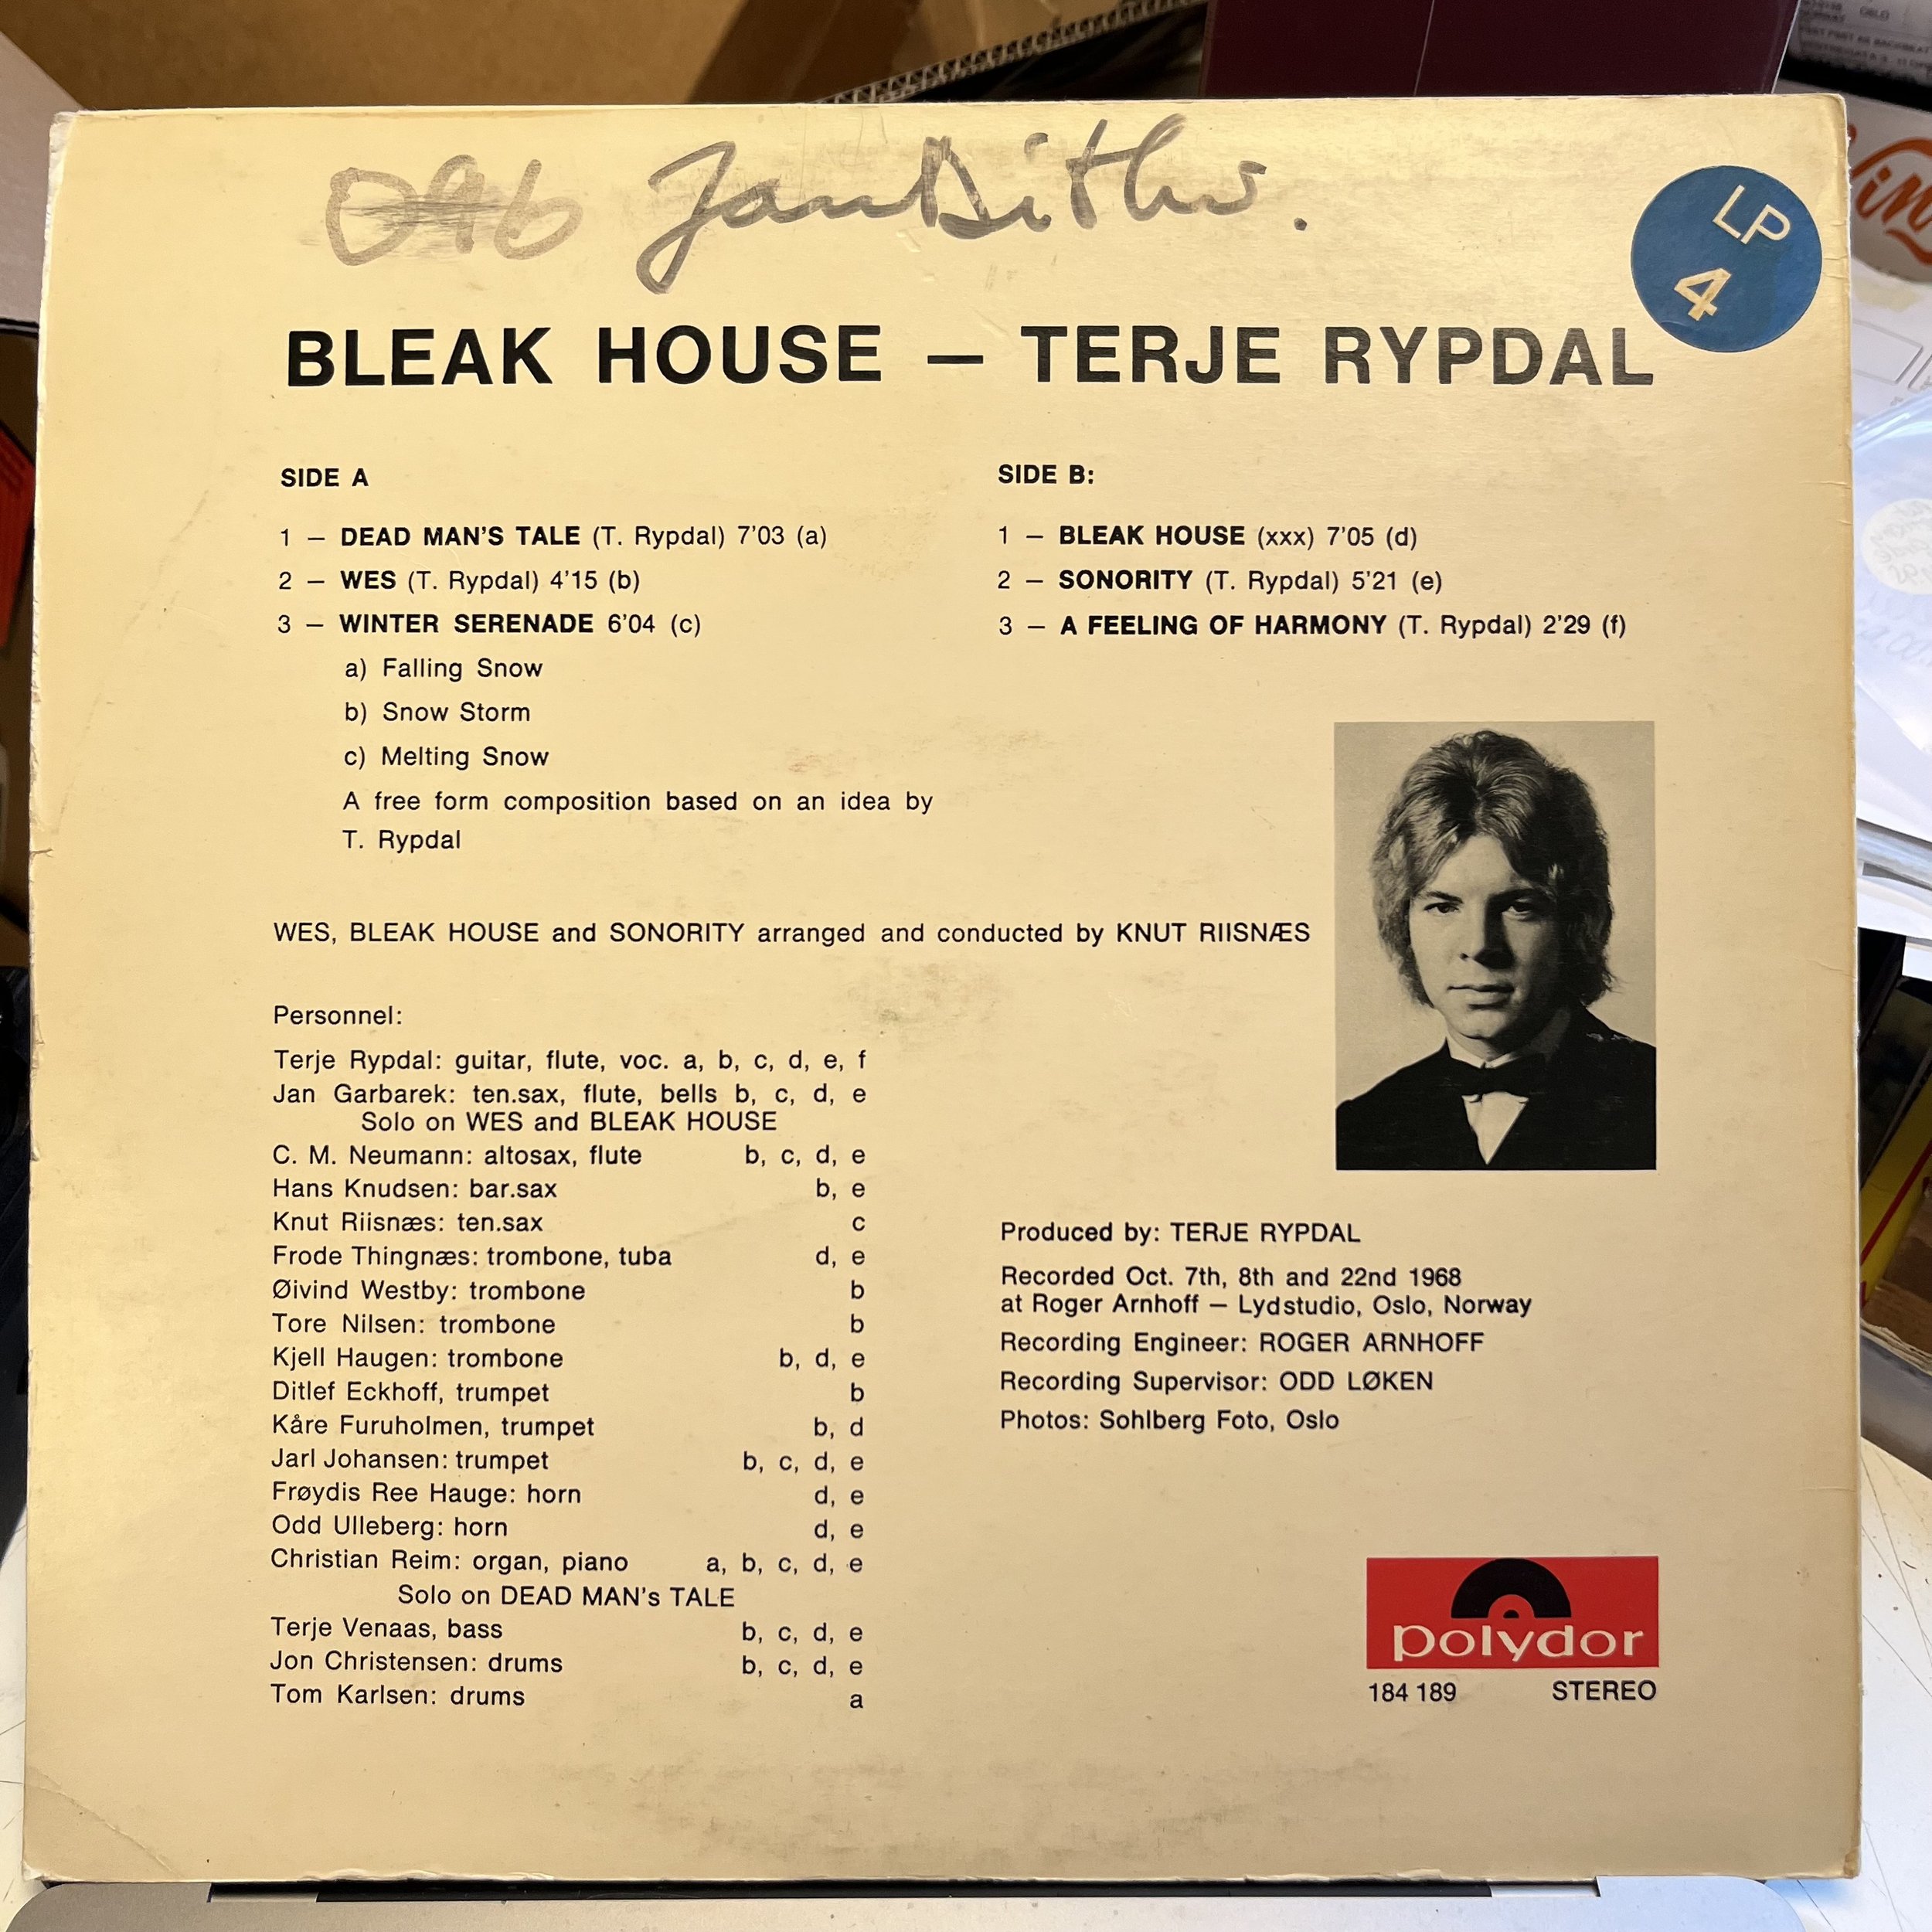 096
LP
4
BLEAK HOUSE — TERJE RYPDAL
SIDE A
1 — DEAD MAN'S TALE (T. Rypdal) 7'03 (a)
2 — WES (T. Rypdal) 4'15 (b)
3 — WINTER SERENADE 6'04 (c)
a) Falling Snow
b) Snow Storm
c) Melting Snow
A free form composition based on an idea by
T. Rypdal
SIDE B:
1 — BLEAK HOUSE (xxx) 7'05 (d)
2 — SONORITY (T. Rypdal) 5'21 (e)
3 — A FEELING OF HARMONY (T. Rypdal) 2'29 (f)
WES, BLEAK HOUSE and SONORITY arranged and conducted by KNUT RIISNÆS
Personnel:
Terje Rypdal: guitar, flute, voc. a, b, c, d, e, f
Jan Garbarek: ten.sax, flute, bells b, c, d, e
Solo on WES and BLEAK HOUSE
C. M. Neumann: altosax, flute b, c, d, e
Hans Knudsen: bar.sax b, e
Knut Riisnæs: ten.sax c
Frode Thingnæs: trombone, tuba d, e
Øivind Westby: trombone b
Tore Nilsen: trombone b
Kjell Haugen: trombone b, d, e
Ditlef Eckhoff, trumpet b
Kåre Furuholmen, trumpet b, d
Jarl Johansen: trumpet b, c, d, e
Frøydis Ree Hauge: horn d, e
Odd Ulleberg: horn d, e
Christian Reim: organ, piano a, b, c, d, e
Solo on DEAD MAN's TALE
Terje Venaas, bass b, c, d, e
Jon Christensen: drums b, c, d, e
Tom Karlsen: drums a
Produced by: TERJE RYPDAL
Recorded Oct. 7th, 8th and 22nd 1968
at Roger Arnhoff — Lydstudio, Oslo, Norway
Recording Engineer: ROGER ARNHOFF
Recording Supervisor: ODD LØKEN
Photos: Sohlberg Foto, Oslo
polydor
184 189 STEREO